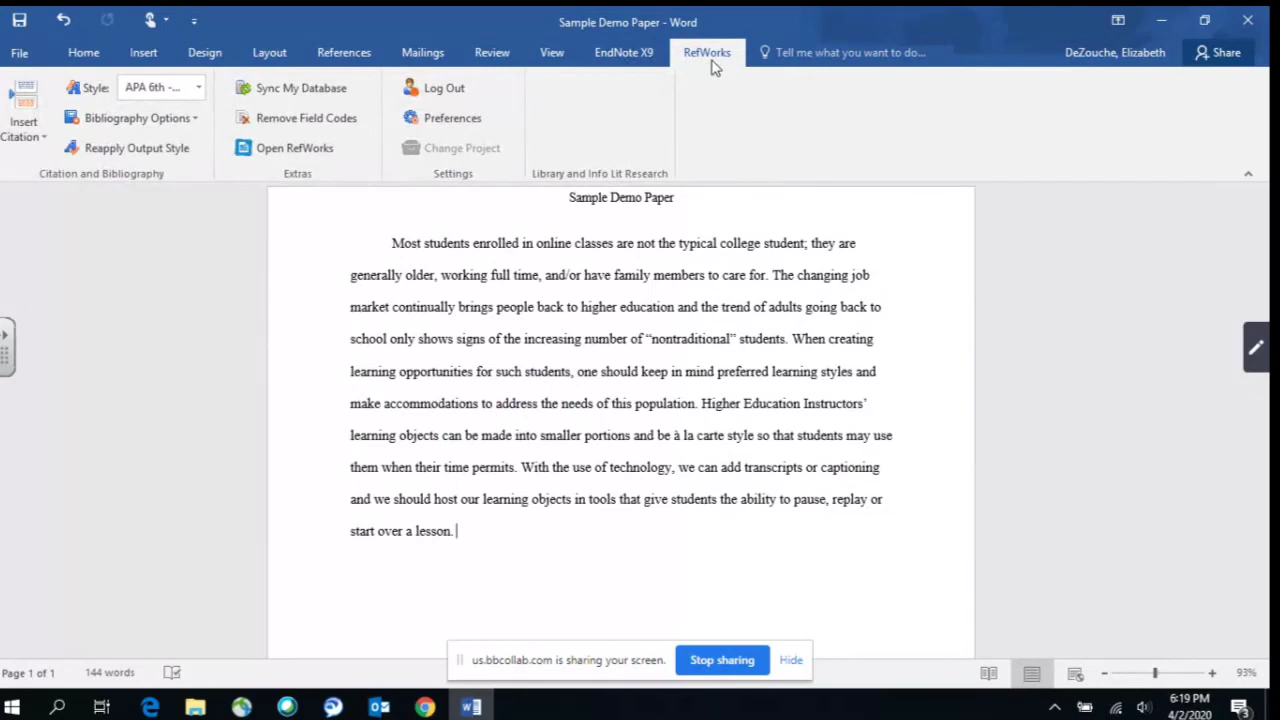 Sample Demo Paper - Word
File Home Insert Design Layout References Mailings Review View EndNote X9 RefWorks Tell me what you want to do... DeZouche, Elizabeth Share
Insert
Citation
Style: APA 6th -...
Bibliography Options
Reapply Output Style
Citation and Bibliography
Sync My Database
Remove Field Codes
Open RefWorks
Extras
Log Out
Preferences
Change Project
Settings
Library and Info Lit Research
Sample Demo Paper
Most students enrolled in online classes are not the typical college student; they are
generally older, working full time, and/or have family members to care for. The changing job
market continually brings people back to higher education and the trend of adults going back to
school only shows signs of the increasing number of “nontraditional” students. When creating
learning opportunities for such students, one should keep in mind preferred learning styles and
make accommodations to address the needs of this population. Higher Education Instructors’
learning objects can be made into smaller portions and be à la carte style so that students may use
them when their time permits. With the use of technology, we can add transcripts or captioning
and we should host our learning objects in tools that give students the ability to pause, replay or
start over a lesson.
us.bbcollab.com is sharing your screen. Stop sharing Hide
Page 1 of 1 144 words 93%
6:19 PM
4/2/2020
3